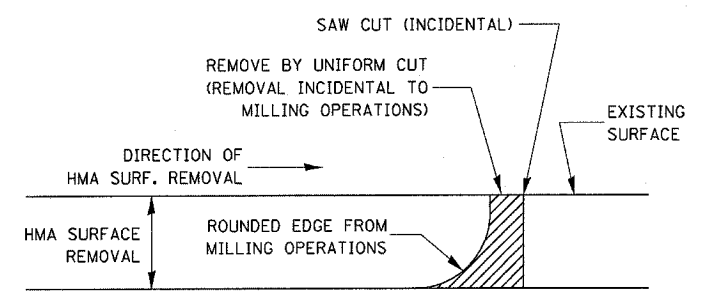 SAW CUT (INCIDENTAL)
REMOVE BY UNIFORM CUT
(REMOVAL INCIDENTAL TO
MILLING OPERATIONS)
EXISTING
SURFACE
DIRECTION OF
HMA SURF. REMOVAL
HMA SURFACE
REMOVAL
ROUNDED EDGE FROM
MILLING OPERATIONS